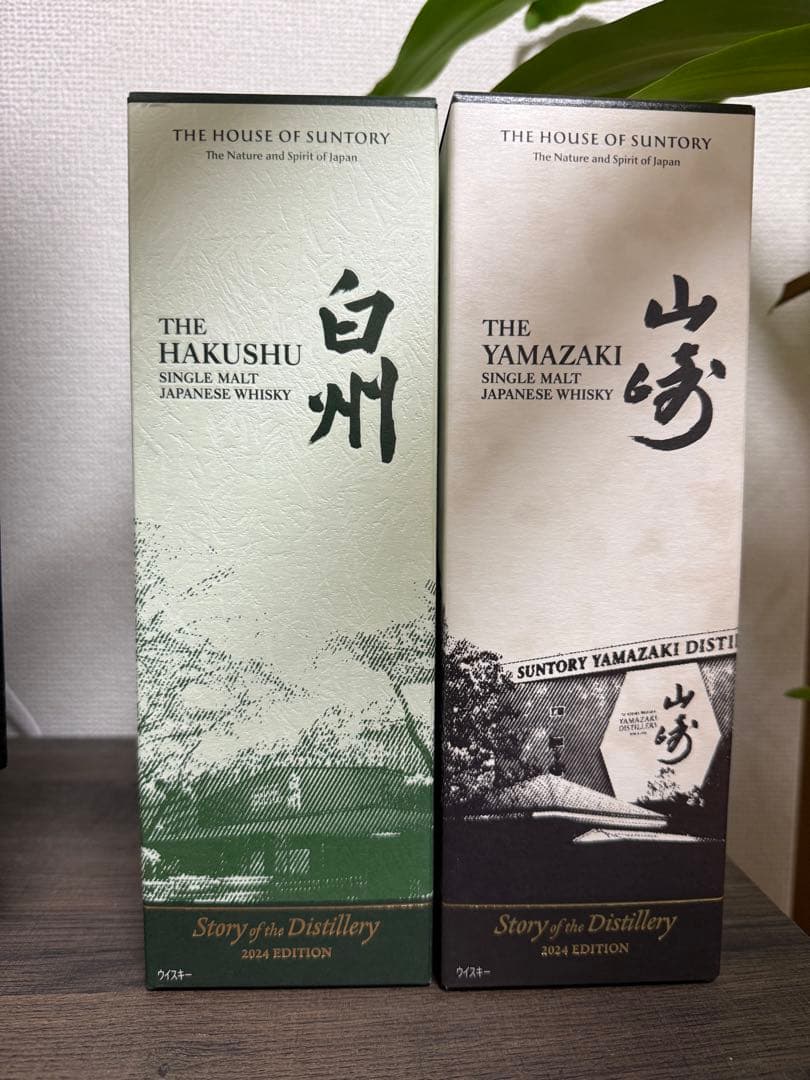 THE HOUSE OF SUNTORY
The Nature and Spirit of Japan
THE
HAKUSHU
SINGLE MALT
JAPANESE WHISKY
白州
Story of the Distillery
2024 EDITION
ウイスキー
THE HOUSE OF SUNTORY
The Nature and Spirit of Japan
THE
YAMAZAKI
SINGLE MALT
JAPANESE WHISKY
山崎
SUNTORY YAMAZAKI DISTI
山崎
YAMAZAKI
DISTILLERY
Story of the Distillery
2024 EDITION
ウイスキー